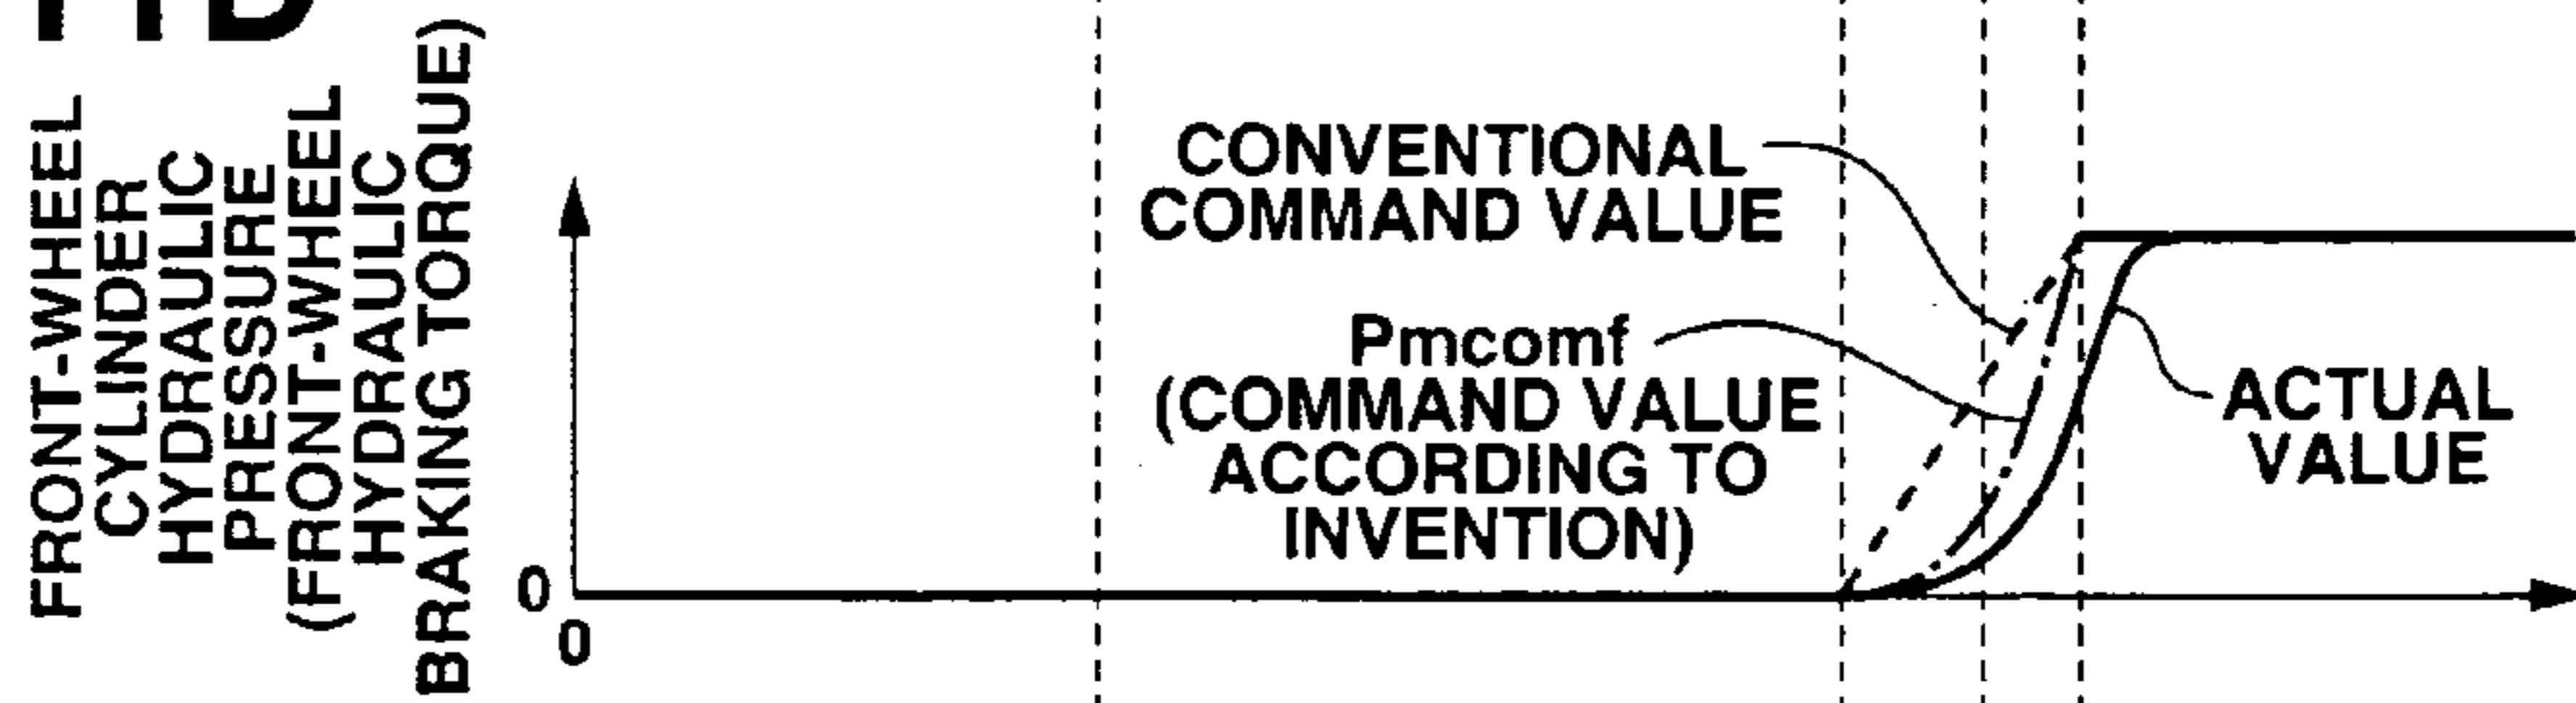 FRONT-WHEEL
CYLINDER
HYDRAULIC
PRESSURE
(FRONT-WHEEL
HYDRAULIC
BRAKING TORQUE)
CONVENTIONAL
COMMAND VALUE
Pmcomf
(COMMAND VALUE
ACCORDING TO
INVENTION)
ACTUAL
VALUE
0
0